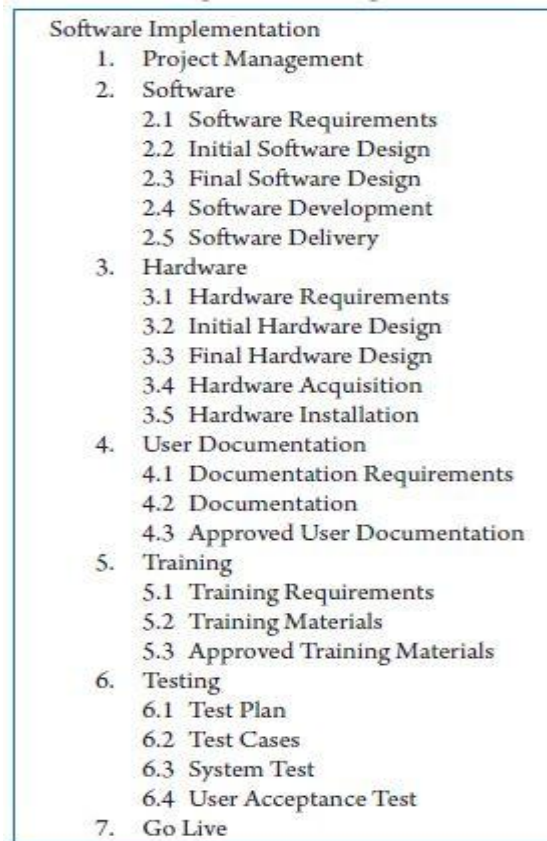 Software Implementation
1. Project Management
2. Software
2.1 Software Requirements
2.2 Initial Software Design
2.3 Final Software Design
2.4 Software Development
2.5 Software Delivery
3. Hardware
3.1 Hardware Requirements
3.2 Initial Hardware Design
3.3 Final Hardware Design
3.4 Hardware Acquisition
3.5 Hardware Installation
4. User Documentation
4.1 Documentation Requirements
4.2 Documentation
4.3 Approved User Documentation
5. Training
5.1 Training Requirements
5.2 Training Materials
5.3 Approved Training Materials
6. Testing
6.1 Test Plan
6.2 Test Cases
6.3 System Test
6.4 User Acceptance Test
7. Go Live